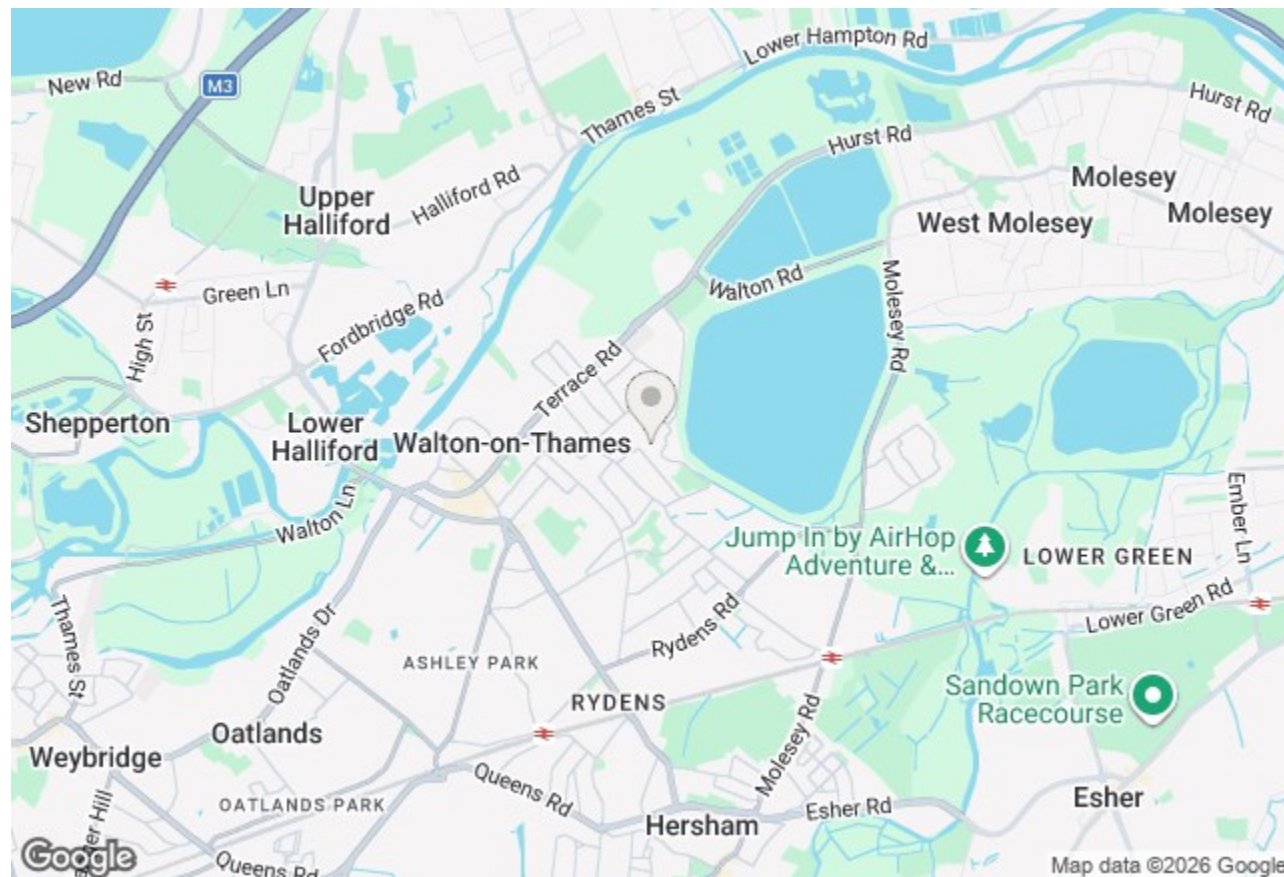 Lower Hampton Rd
New Rd
M3
Hurst Rd
Thames St
Hurst Rd
Upper
Halliford
Halliford Rd
Molesey
West Molesey
Molesey
Green Ln
Walton Rd
Molesey Rd
Fordbridge Rd
High St
Terrace Rd
Shepperton
Lower
Halliford
Walton-on-Thames
Walton Ln
Ember Ln
Jump In by AirHop
Adventure &...
LOWER GREEN
Thames St
Oatlands Dr
Rydens Rd
Lower Green Rd
ASHLEY PARK
RYDENS
Sandown Park
Racecourse
Oatlands
Weybridge
Molesey Rd
Queens Rd
OATLANDS PARK
Esher Rd
Esher
Hersham
Hill
Queens Rd
Google
Map data ©2026 Google